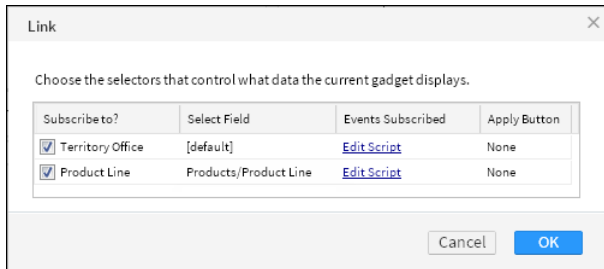 Link
Choose the selectors that control what data the current gadget displays.
Subscribe to? Select Field Events Subscribed Apply Button
Territory Office [default] Edit Script None
Product Line Products/Product Line Edit Script None
Cancel OK